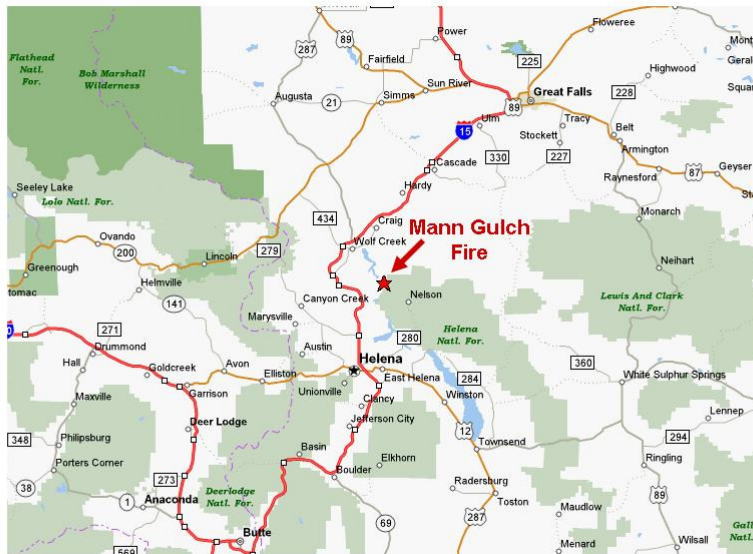 Power
Floweree
287
89
Fairfield
225
Flathead
Natl.
For.
Bob Marshall
Wilderness
Sun River
Great Falls
Highwood
Augusta
21
Simms
89
228
Ulm
Tracy
15
Stockett
Belt
Armington
330
227
Cascade
Raynesford
87
Geyser
Seeley Lake
Lolo Natl. For.
Hardy
434
Craig
Mann Gulch
Fire
Monarch
Ovando
279
Wolf Creek
200
Lincoln
Neihart
Greenough
Helmville
Canyon Creek
Nelson
Lewis And Clark
Natl. For.
141
Marysville
280
Helena
Natl. For.
271
Drummond
Austin
Hall
Goldcreek
Avon
Helena
360
Elliston
East Helena
284
White Sulphur Springs
Garrison
Unionville
Maxville
Clancy
Winston
Lennep
Deer Lodge
Jefferson City
12
348
Philipsburg
Basin
Townsend
294
Porters Corner
Elkhorn
Ringling
273
Boulder
38
Radersburg
1
Anaconda
Deerlodge
Natl. For.
Toston
89
69
287
Maudlow
Butte
Wilsall
569
Menard